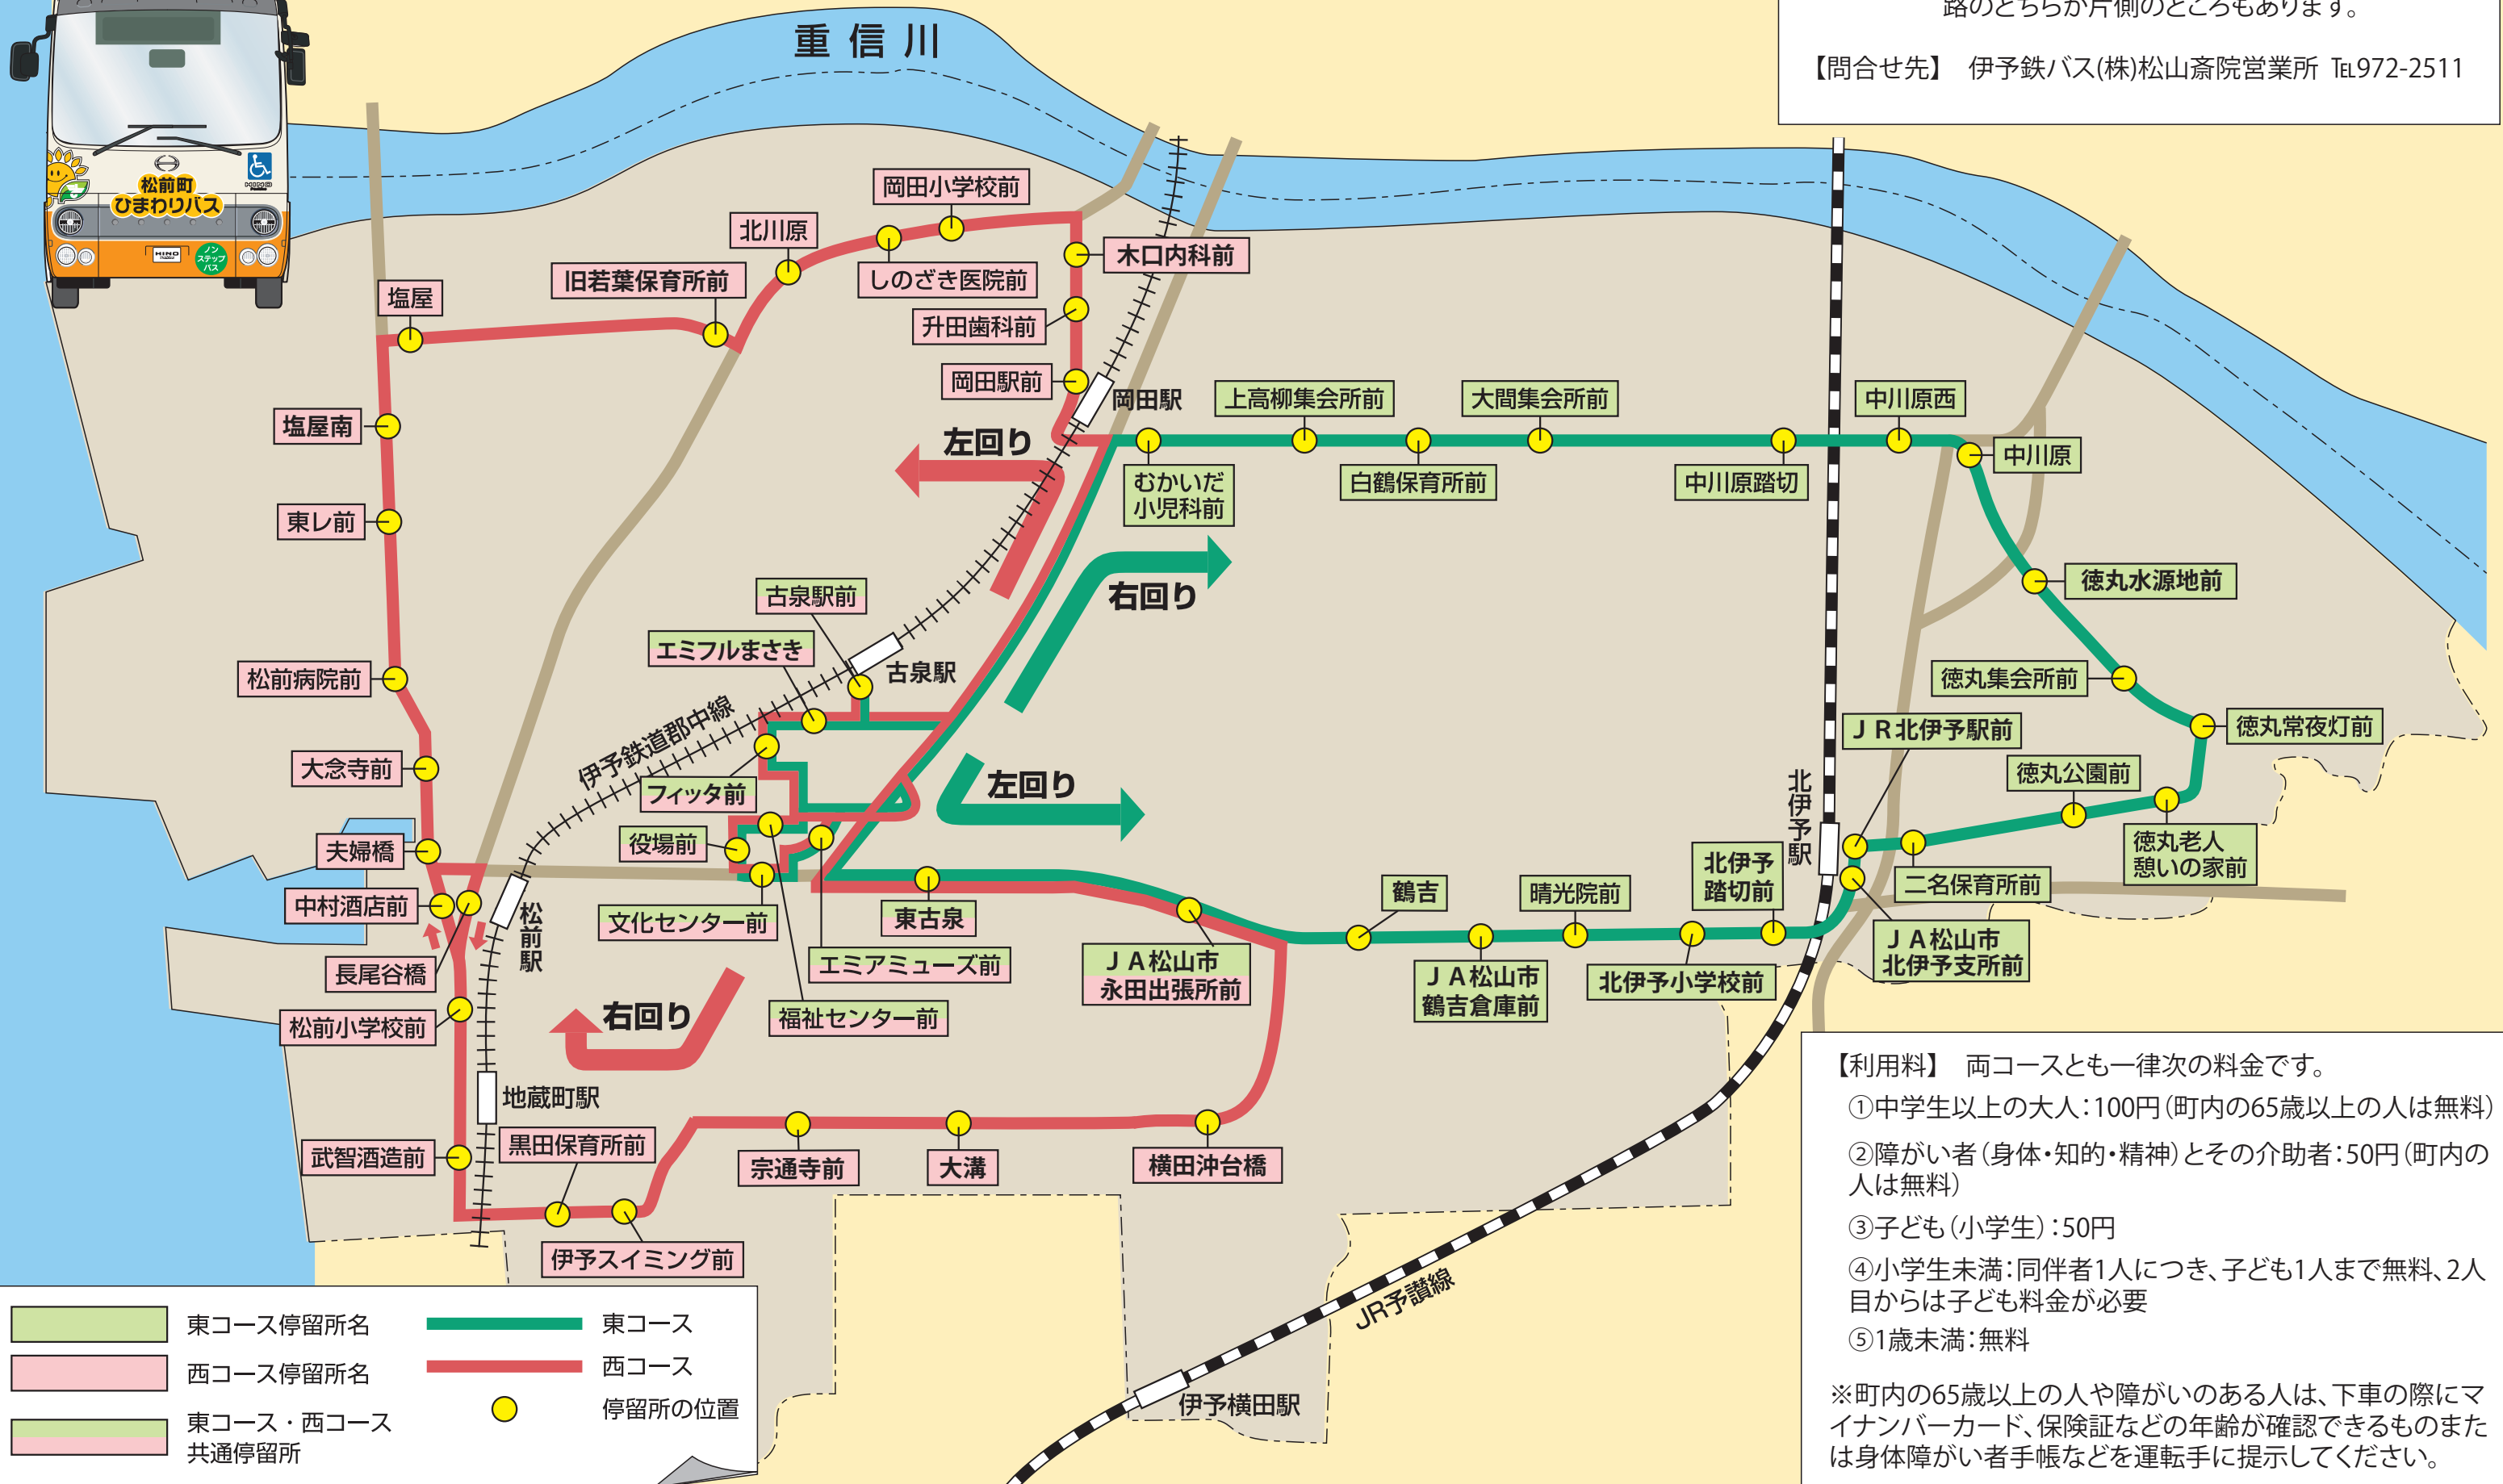 路のどちらか片側のところもあります。
【問合せ先】 伊予鉄バス(株)松山斎院営業所 ℡972-2511
重信川
松前町
ひまわりバス
HINO
ノン
ステップ
バス
岡田小学校前
北川原
しのざき医院前
木口内科前
旧若葉保育所前
塩屋
升田歯科前
岡田駅前
岡田駅
塩屋南
東レ前
松前病院前
大念寺前
夫婦橋
中村酒店前
長尾谷橋
松前小学校前
武智酒造前
左回り
右回り
上高柳集会所前
大間集会所前
中川原西
むかいだ
小児科前
白鶴保育所前
中川原踏切
中川原
徳丸水源地前
徳丸集会所前
徳丸常夜灯前
JR北伊予駅前
徳丸公園前
徳丸老人
憩いの家前
二名保育所前
北伊予駅
北伊予
踏切前
JA松山市
北伊予支所前
古泉駅前
エミフルまさき
古泉駅
伊予鉄道郡中線
フィッタ前
左回り
役場前
文化センター前
東古泉
エミアミューズ前
福祉センター前
JA松山市
永田出張所前
鶴吉
晴光院前
JA松山市
鶴吉倉庫前
北伊予小学校前
松前駅
右回り
地蔵町駅
黒田保育所前
宗通寺前
大溝
横田沖台橋
伊予スイミング前
JR予讃線
伊予横田駅
東コース停留所名
西コース停留所名
東コース・西コース
共通停留所
東コース
西コース
停留所の位置
【利用料】 両コースとも一律次の料金です。
①中学生以上の大人：100円（町内の65歳以上の人は無料）
②障がい者（身体・知的・精神）とその介助者：50円（町内の
人は無料）
③子ども（小学生）：50円
④小学生未満：同伴者1人につき、子ども1人まで無料、2人
目からは子ども料金が必要
⑤1歳未満：無料
※町内の65歳以上の人や障がいのある人は、下車の際にマ
イナンバーカード、保険証などの年齢が確認できるものまた
は身体障がい者手帳などを運転手に提示してください。